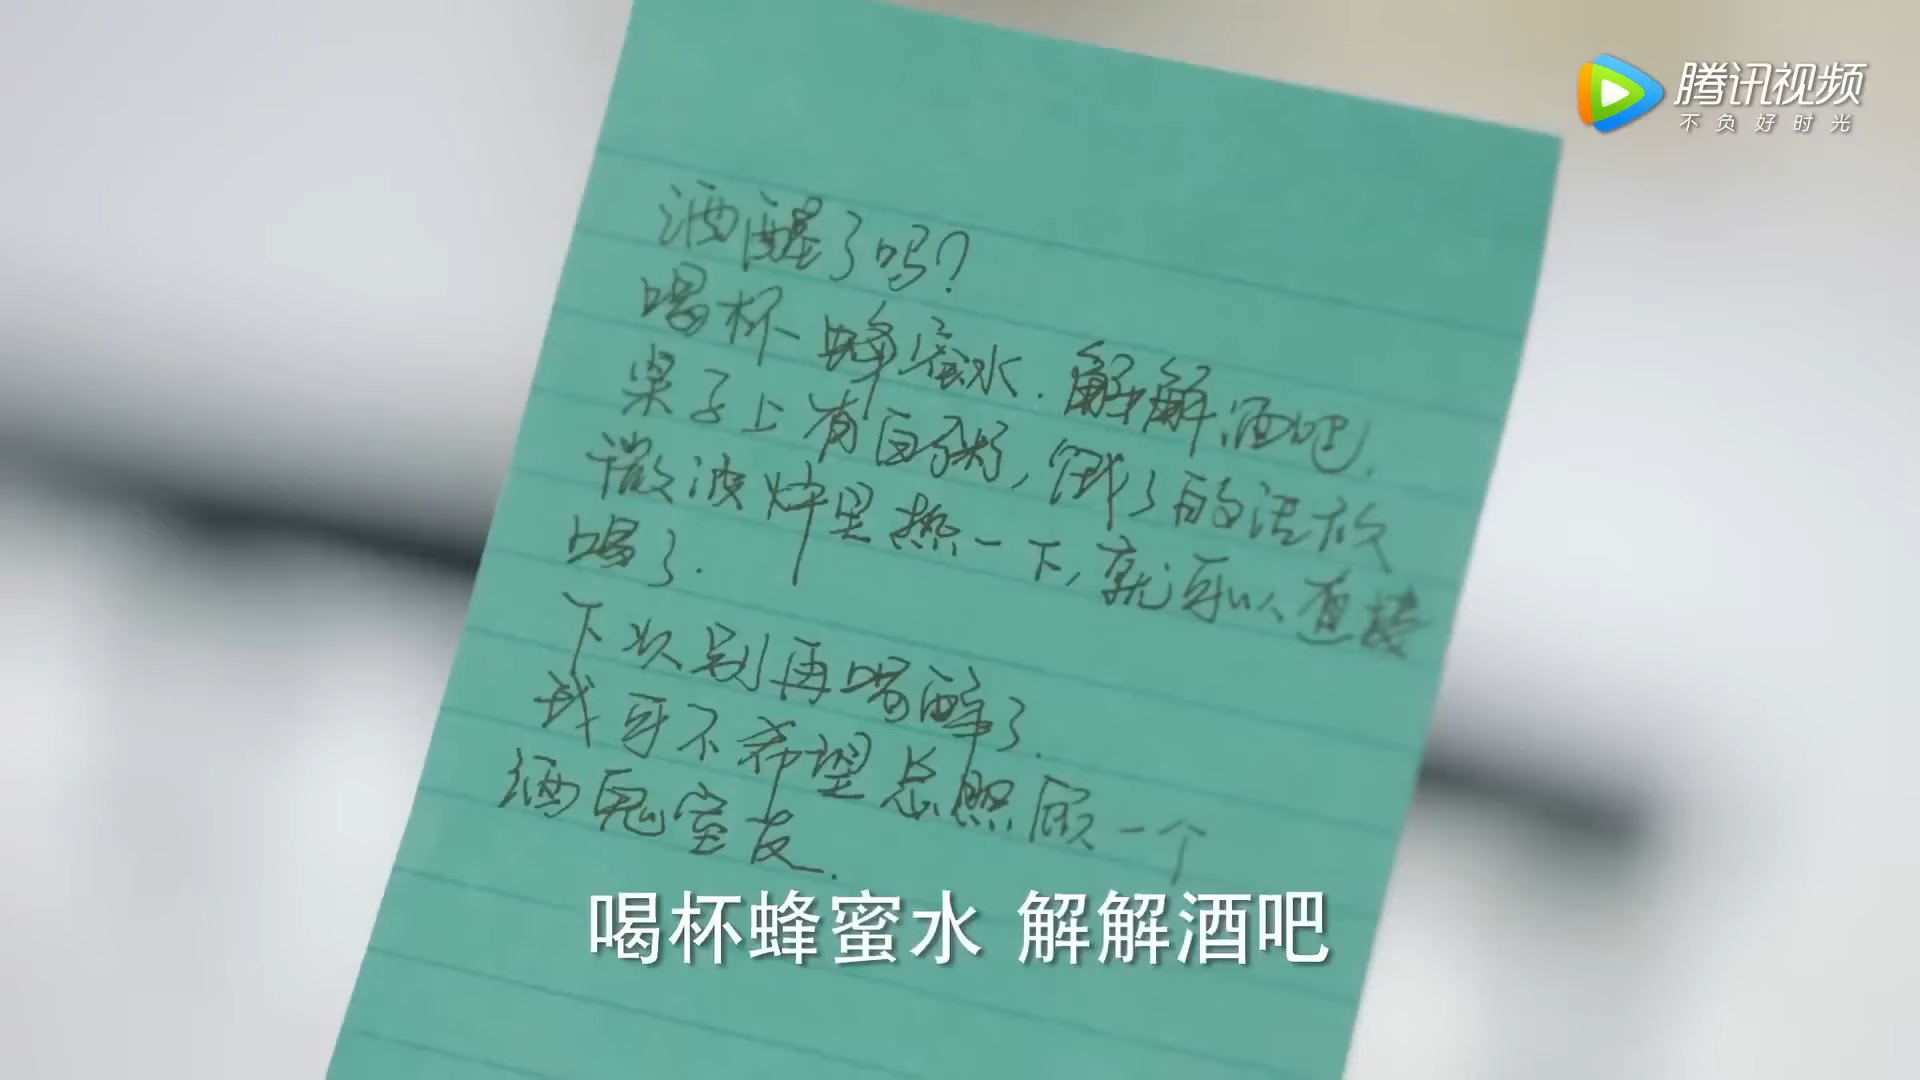 腾讯视频
不负好时光
酒醒了吗?
喝杯蜂蜜水.解解酒吧.
桌子上有白粥,饿了的话放
微波炉里热一下,就可以直接
喝了.
下次别再喝醉了.
我可不希望总照顾一个
酒鬼室友.
喝杯蜂蜜水 解解酒吧